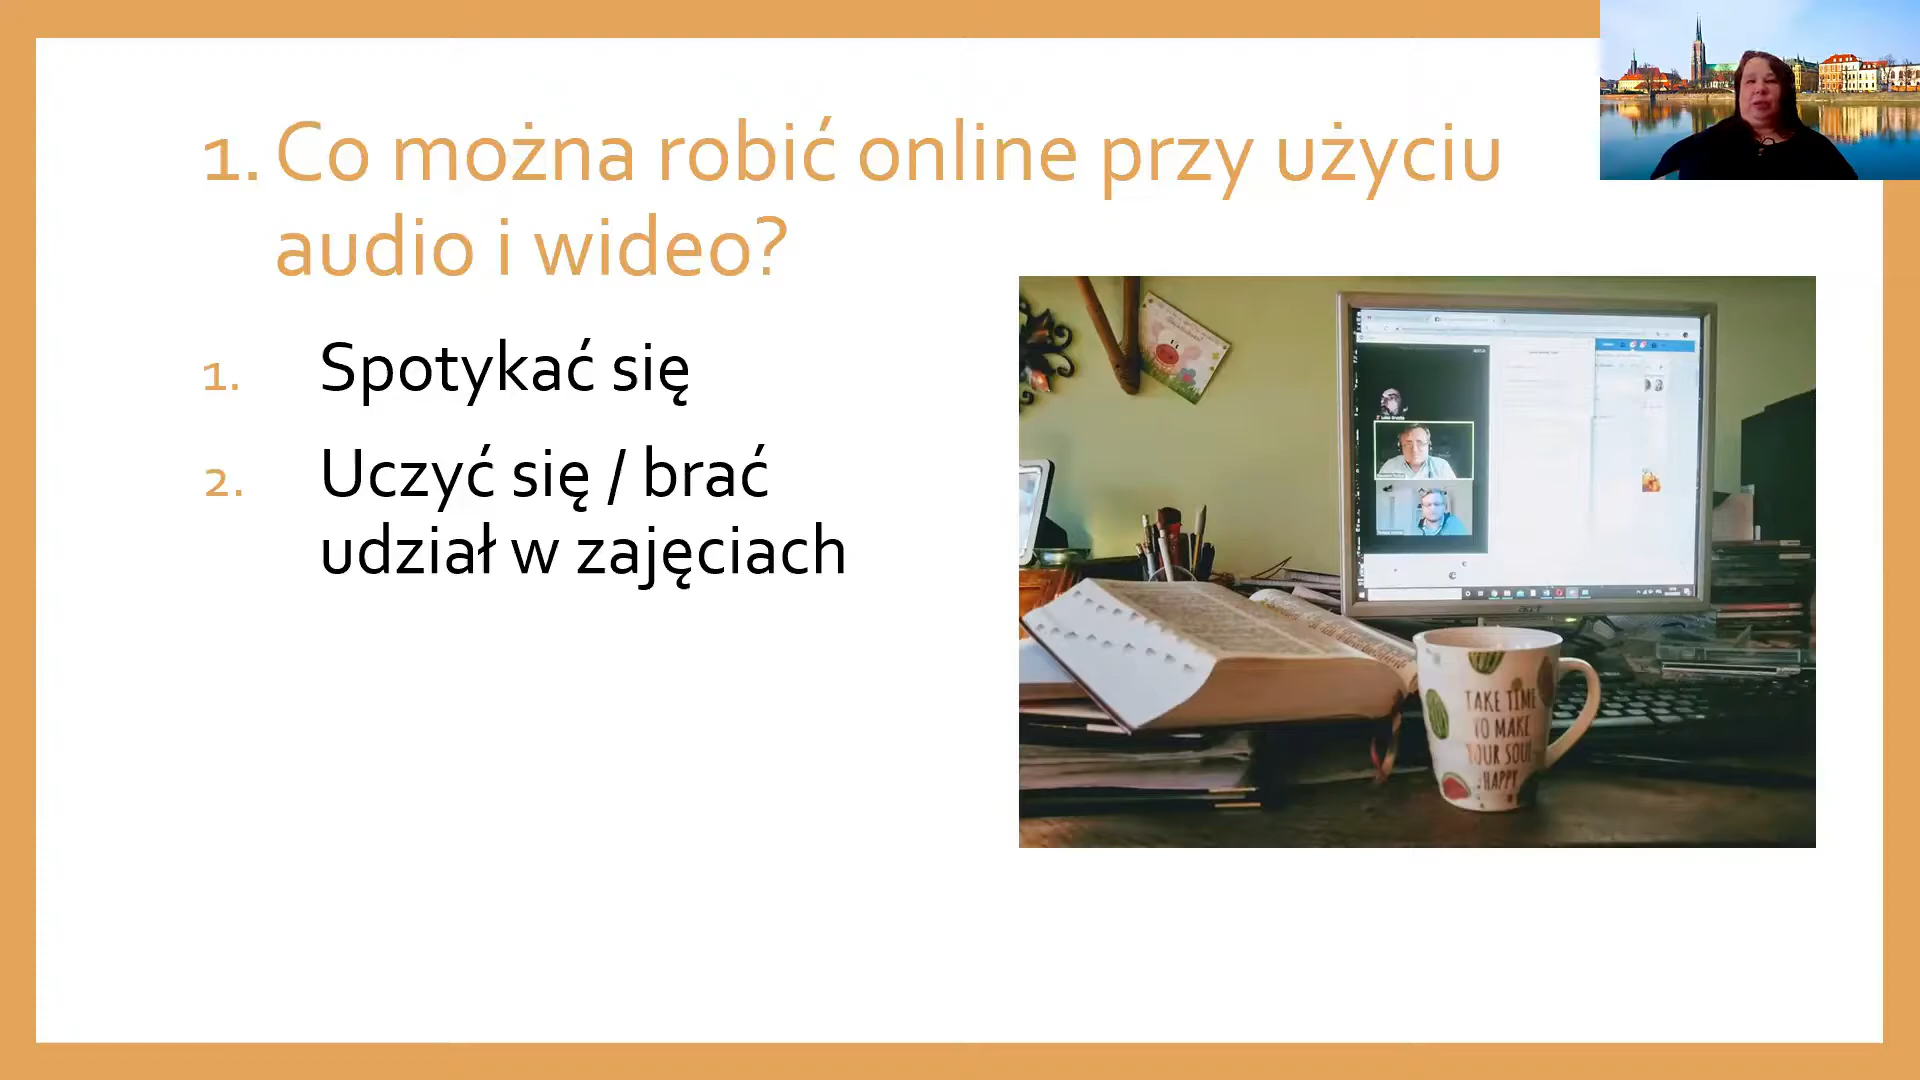 1. Co można robić online przy użyciu
audio i wideo?
1. Spotykać się
2. Uczyć się / brać
udział w zajęciach
acer
TAKE TIME
TO MAKE
YOUR SOUL
HAPPY